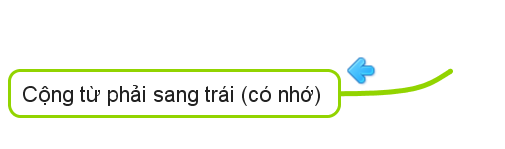 Cộng từ phải sang trái (có nhớ)